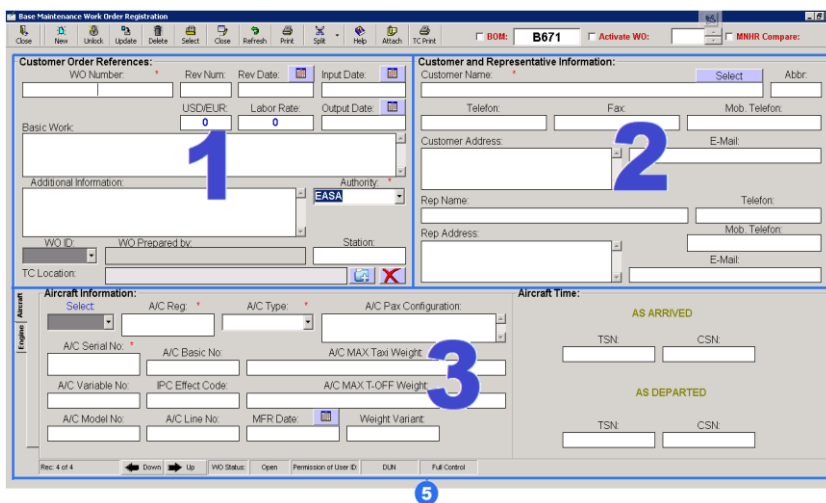 Base Maintenance Work Order Registration
Close New Unlock Update Delete Select Close Refresh Print Split Help Attach TC Print BOM: B671 Activate WO: MNHR Compare:
Customer Order References: Customer and Representative Information:
WO Number: * Rev Num: Rev Date: Input Date: Customer Name: * Select Abbr:
USD/EUR: Labor Rate: Output Date: Telefon: Fax: Mob. Telefon:
0 0
Basic Work: Customer Address: E-Mail:
1 2
Additional Information: Authority: *
EASA Rep Name: Telefon:
WO ID: WO Prepared by: Station: Rep Address: Mob. Telefon:
TC Location: E-Mail:
Aircraft Engine
Aircraft Information: Aircraft Time:
Select: A/C Reg: * A/C Type: * A/C Pax Configuration: AS ARRIVED
A/C Serial No: * A/C Basic No: A/C MAX Taxi Weight: TSN: CSN:
3
A/C Variable No: IPC Effect Code: A/C MAX T-OFF Weight: AS DEPARTED
A/C Model No: A/C Line No: MFR Date: Weight Variant: TSN: CSN:
Rec: 4 of 4 Down Up WO Status: Open Permission of User ID: DUN Full Control
5